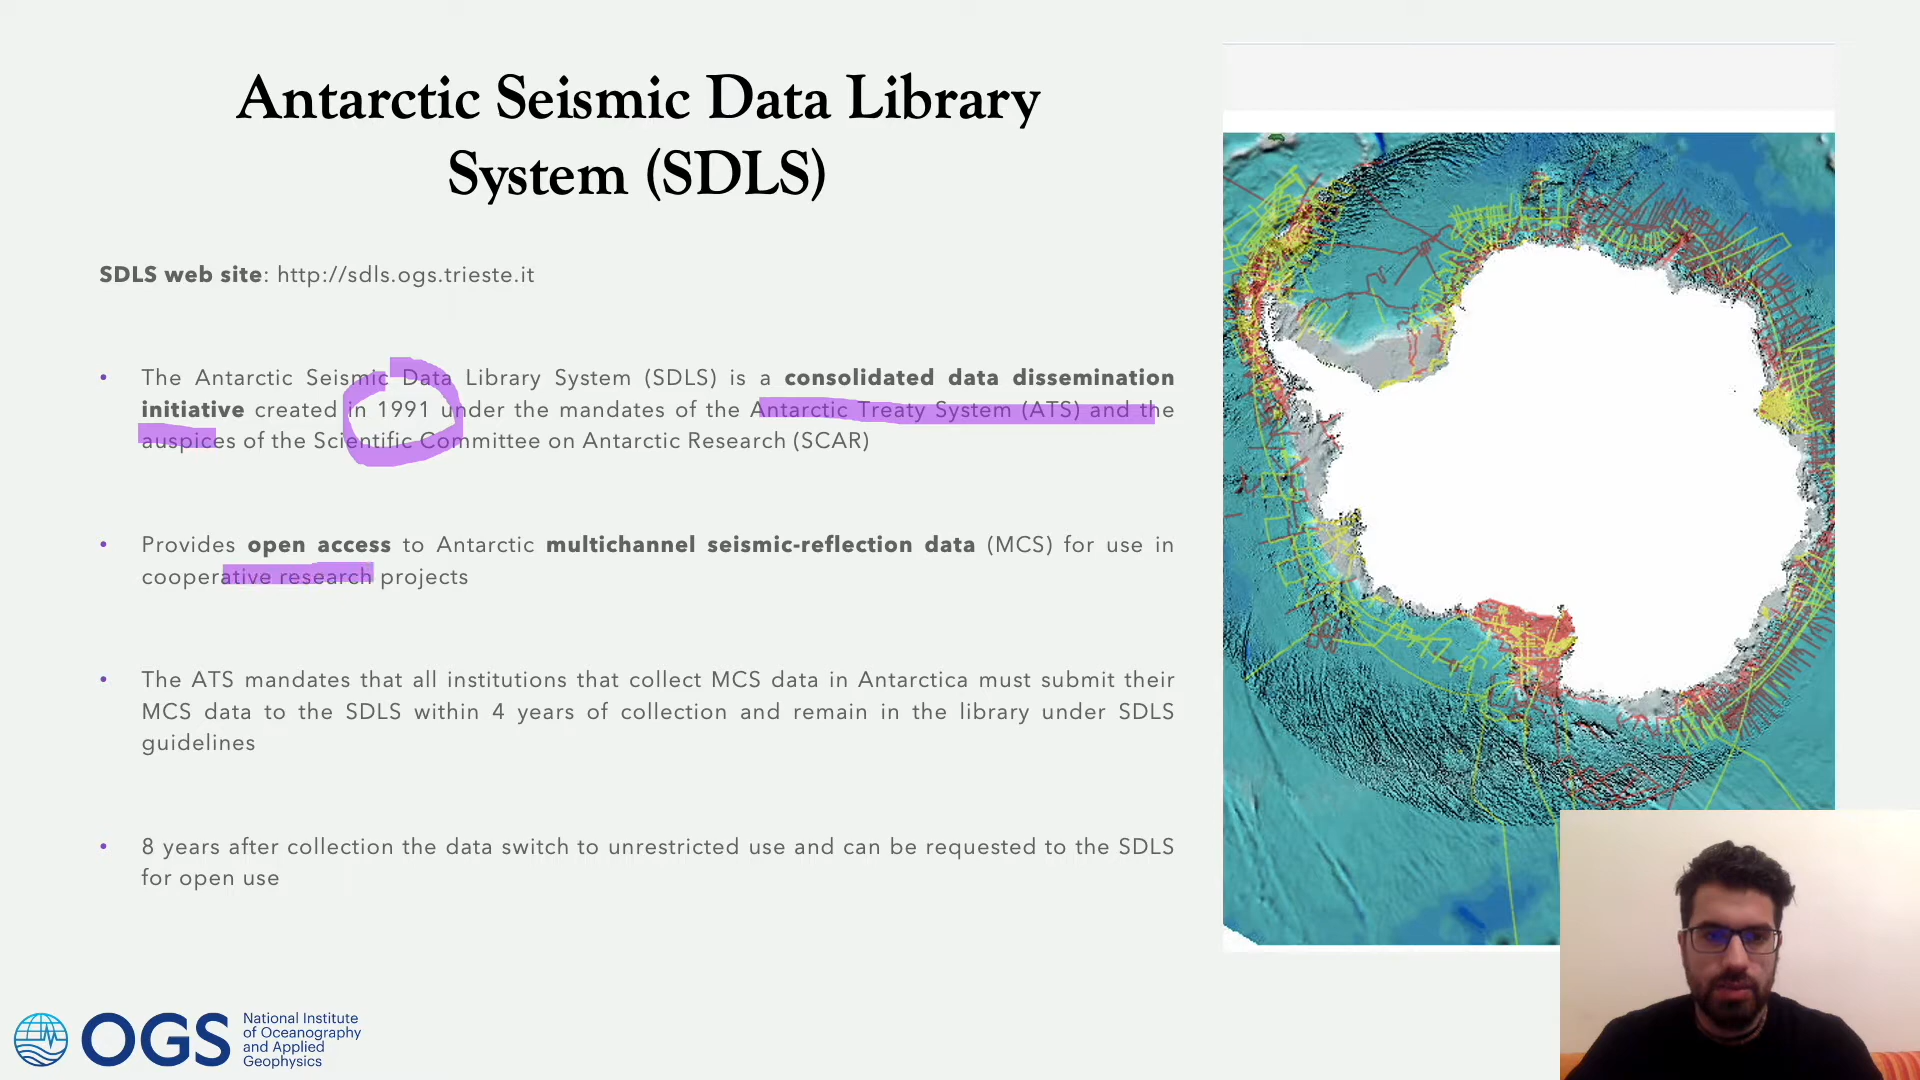 Antarctic Seismic Data Library
System (SDLS)
SDLS web site: http://sdls.ogs.trieste.it
• The Antarctic Seismic Data Library System (SDLS) is a consolidated data dissemination
initiative created in 1991 under the mandates of the Antarctic Treaty System (ATS) and the
auspices of the Scientific Committee on Antarctic Research (SCAR)
• Provides open access to Antarctic multichannel seismic-reflection data (MCS) for use in
cooperative research projects
• The ATS mandates that all institutions that collect MCS data in Antarctica must submit their
MCS data to the SDLS within 4 years of collection and remain in the library under SDLS
guidelines
• 8 years after collection the data switch to unrestricted use and can be requested to the SDLS
for open use
OGS
National Institute
of Oceanography
and Applied
Geophysics